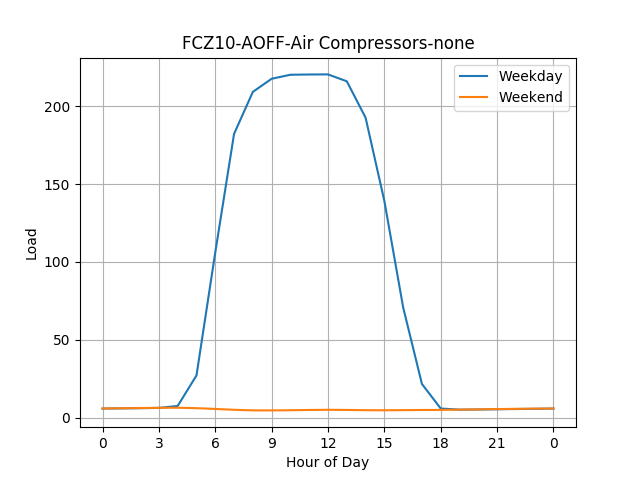 FCZ10-AOFF-Air Compressors-none
Weekday
Weekend
Load
200
150
100
50
0
0 3 6 9 12 15 18 21 0
Hour of Day